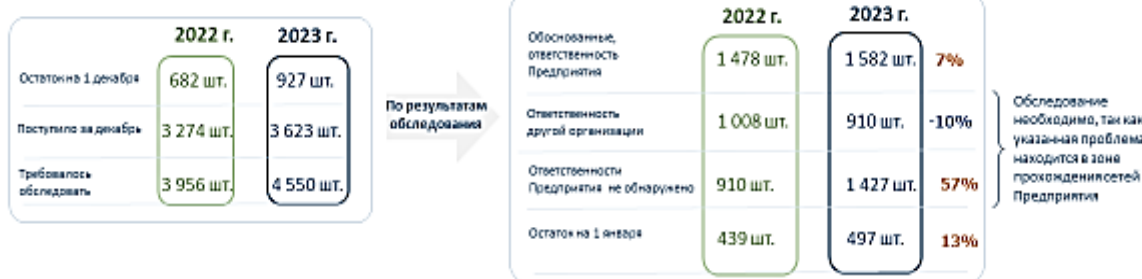 2022 г. 2023 г.
Остаток на 1 декабря 682 шт. 927 шт.
Поступило за декабрь 3 274 шт. 3 623 шт.
Требовалось
обследовать 3 956 шт. 4 550 шт.
По результатам
обследования
2022 г. 2023 г.
Обоснованные,
ответственность
Предприятия 1 478 шт. 1 582 шт. 7%
Ответственность
другой организации 1 008 шт. 910 шт. -10%
Ответственности
Предприятия не обнаружено 910 шт. 1 427 шт. 57%
Остаток на 1 января 439 шт. 497 шт. 13%
Обследование
необходимо, так как
указанная проблема
находится в зоне
прохождения сетей
Предприятия